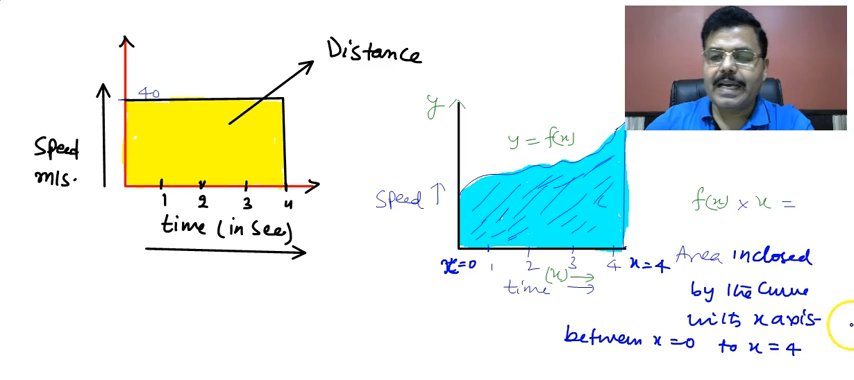 Distance
40
Speed
m/s.
1 2 3 4
time (in sec)
y
y = f(x)
Speed ↑
f(x) × x =
x=0 1 2 3 4 x=4
(x) →
time →
Area inclosed
by the curve
with x axis
between x=0 to x=4